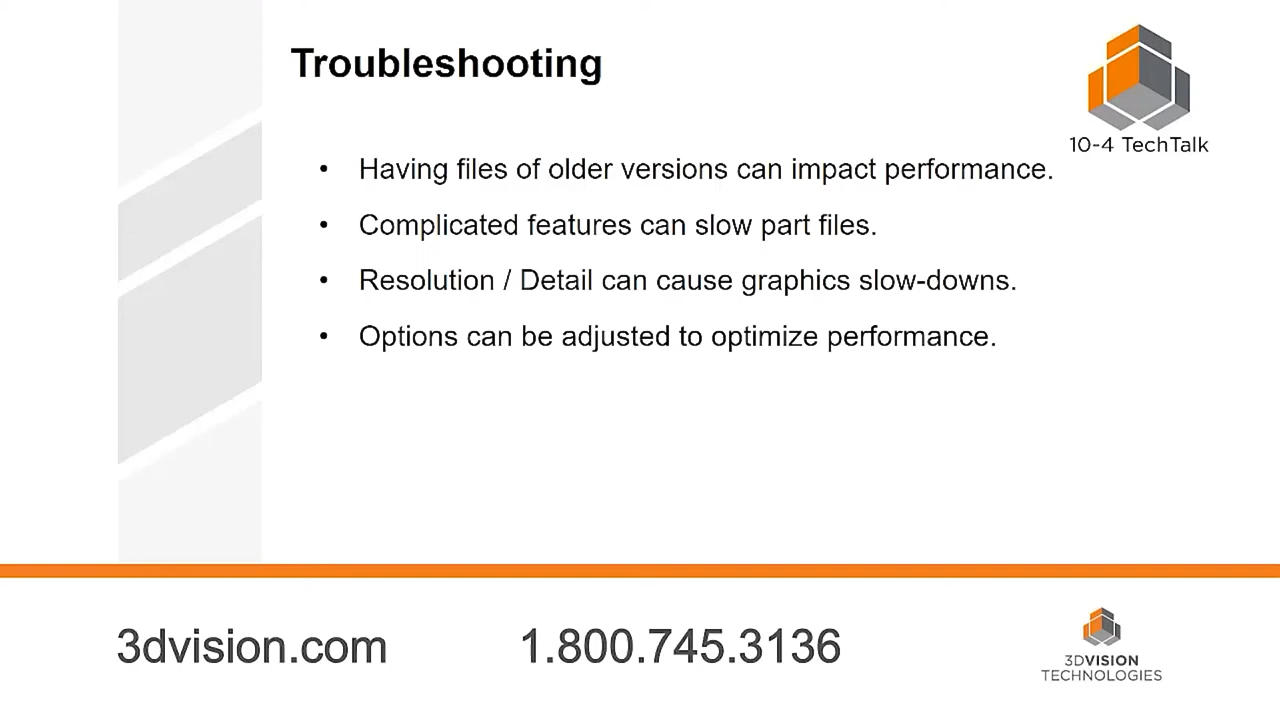 Troubleshooting
10-4 TechTalk
• Having files of older versions can impact performance.
• Complicated features can slow part files.
• Resolution / Detail can cause graphics slow-downs.
• Options can be adjusted to optimize performance.
3dvision.com
1.800.745.3136
3DVISION
TECHNOLOGIES